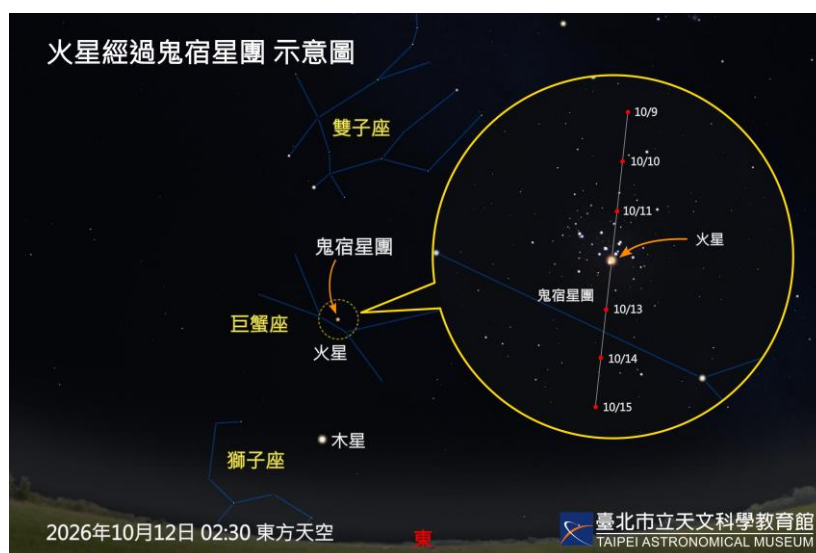 火星經過鬼宿星團 示意圖
雙子座
10/9
10/10
10/11
火星
鬼宿星團
鬼宿星團
10/13
巨蟹座
火星
10/14
10/15
木星
獅子座
2026年10月12日 02:30 東方天空
東
臺北市立天文科學教育館
TAIPEI ASTRONOMICAL MUSEUM